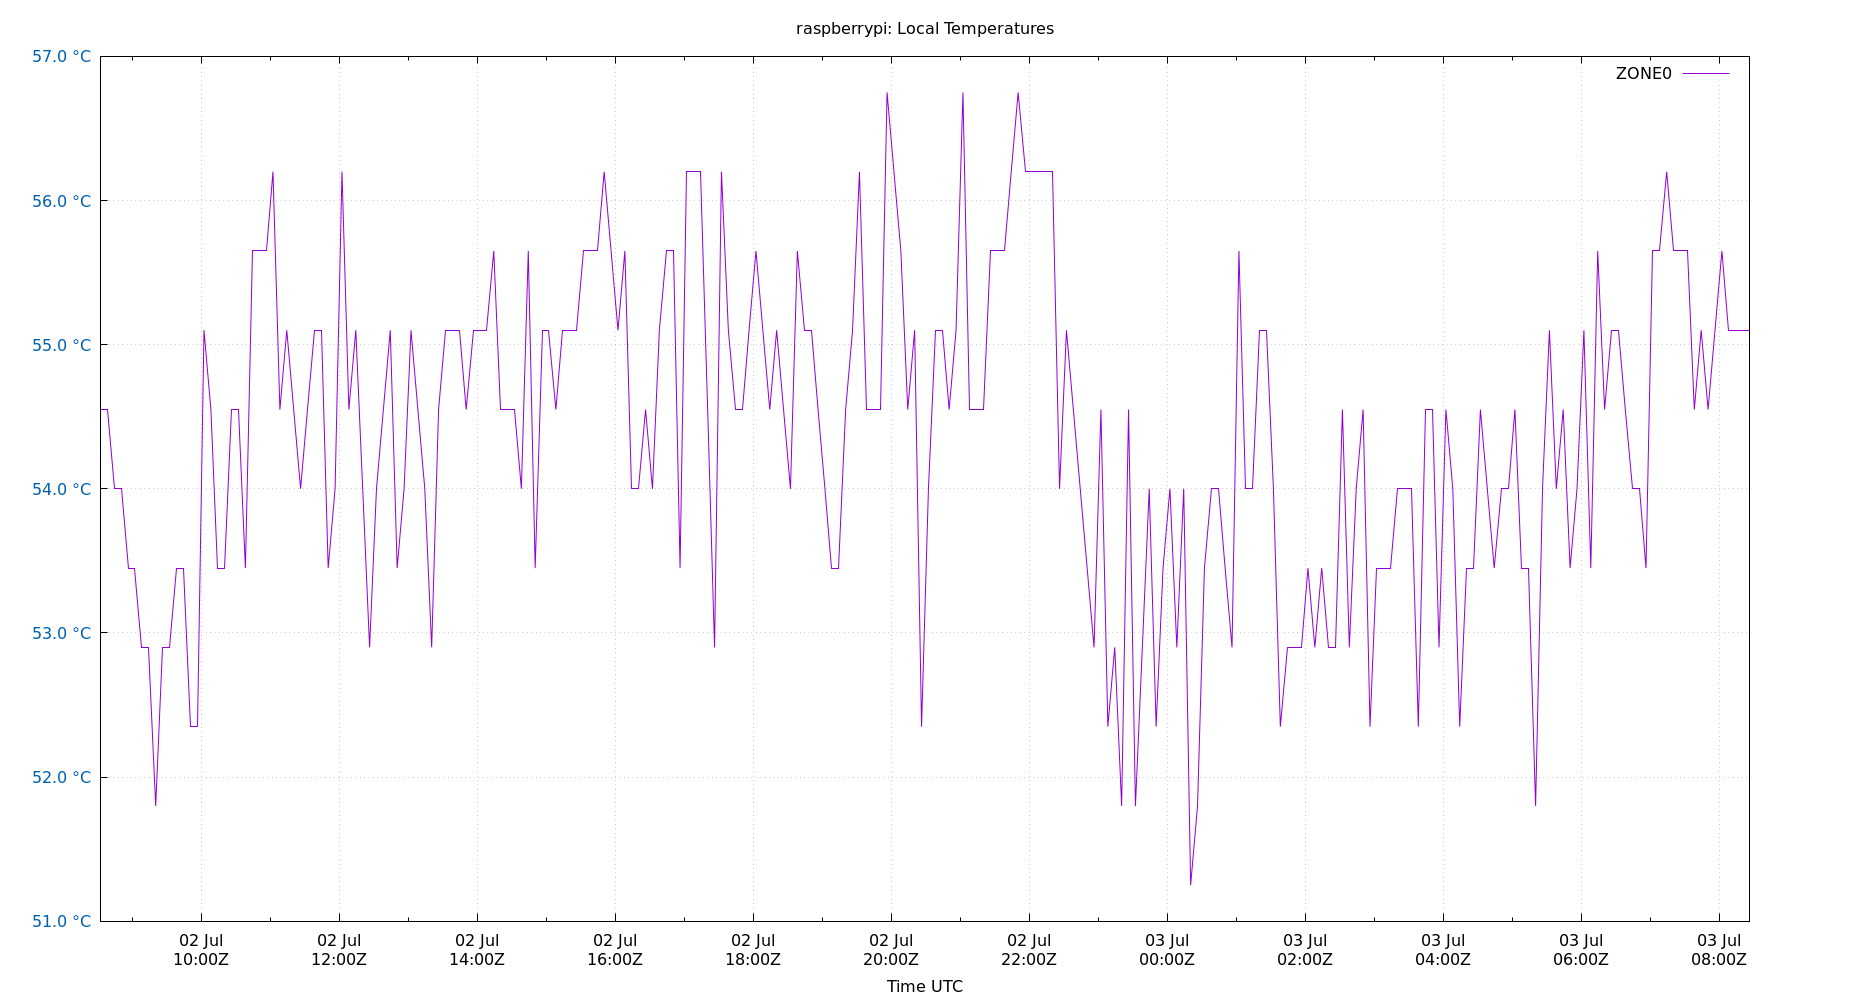 raspberrypi: Local Temperatures
ZONE0
57.0 °C
56.0 °C
55.0 °C
54.0 °C
53.0 °C
52.0 °C
51.0 °C
02 Jul 02 Jul 02 Jul 02 Jul 02 Jul 02 Jul 02 Jul 03 Jul 03 Jul 03 Jul 03 Jul 03 Jul
10:00Z 12:00Z 14:00Z 16:00Z 18:00Z 20:00Z 22:00Z 00:00Z 02:00Z 04:00Z 06:00Z 08:00Z
Time UTC